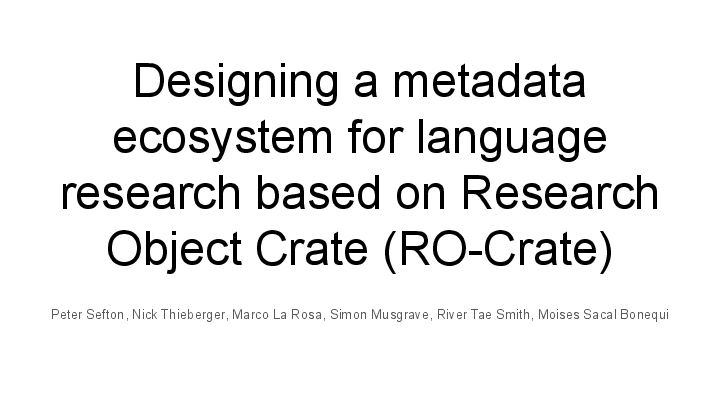 Designing a metadata
ecosystem for language
research based on Research
Object Crate (RO-Crate)
Peter Sefton, Nick Thieberger, Marco La Rosa, Simon Musgrave, River Tae Smith, Moises Sacal Bonequi